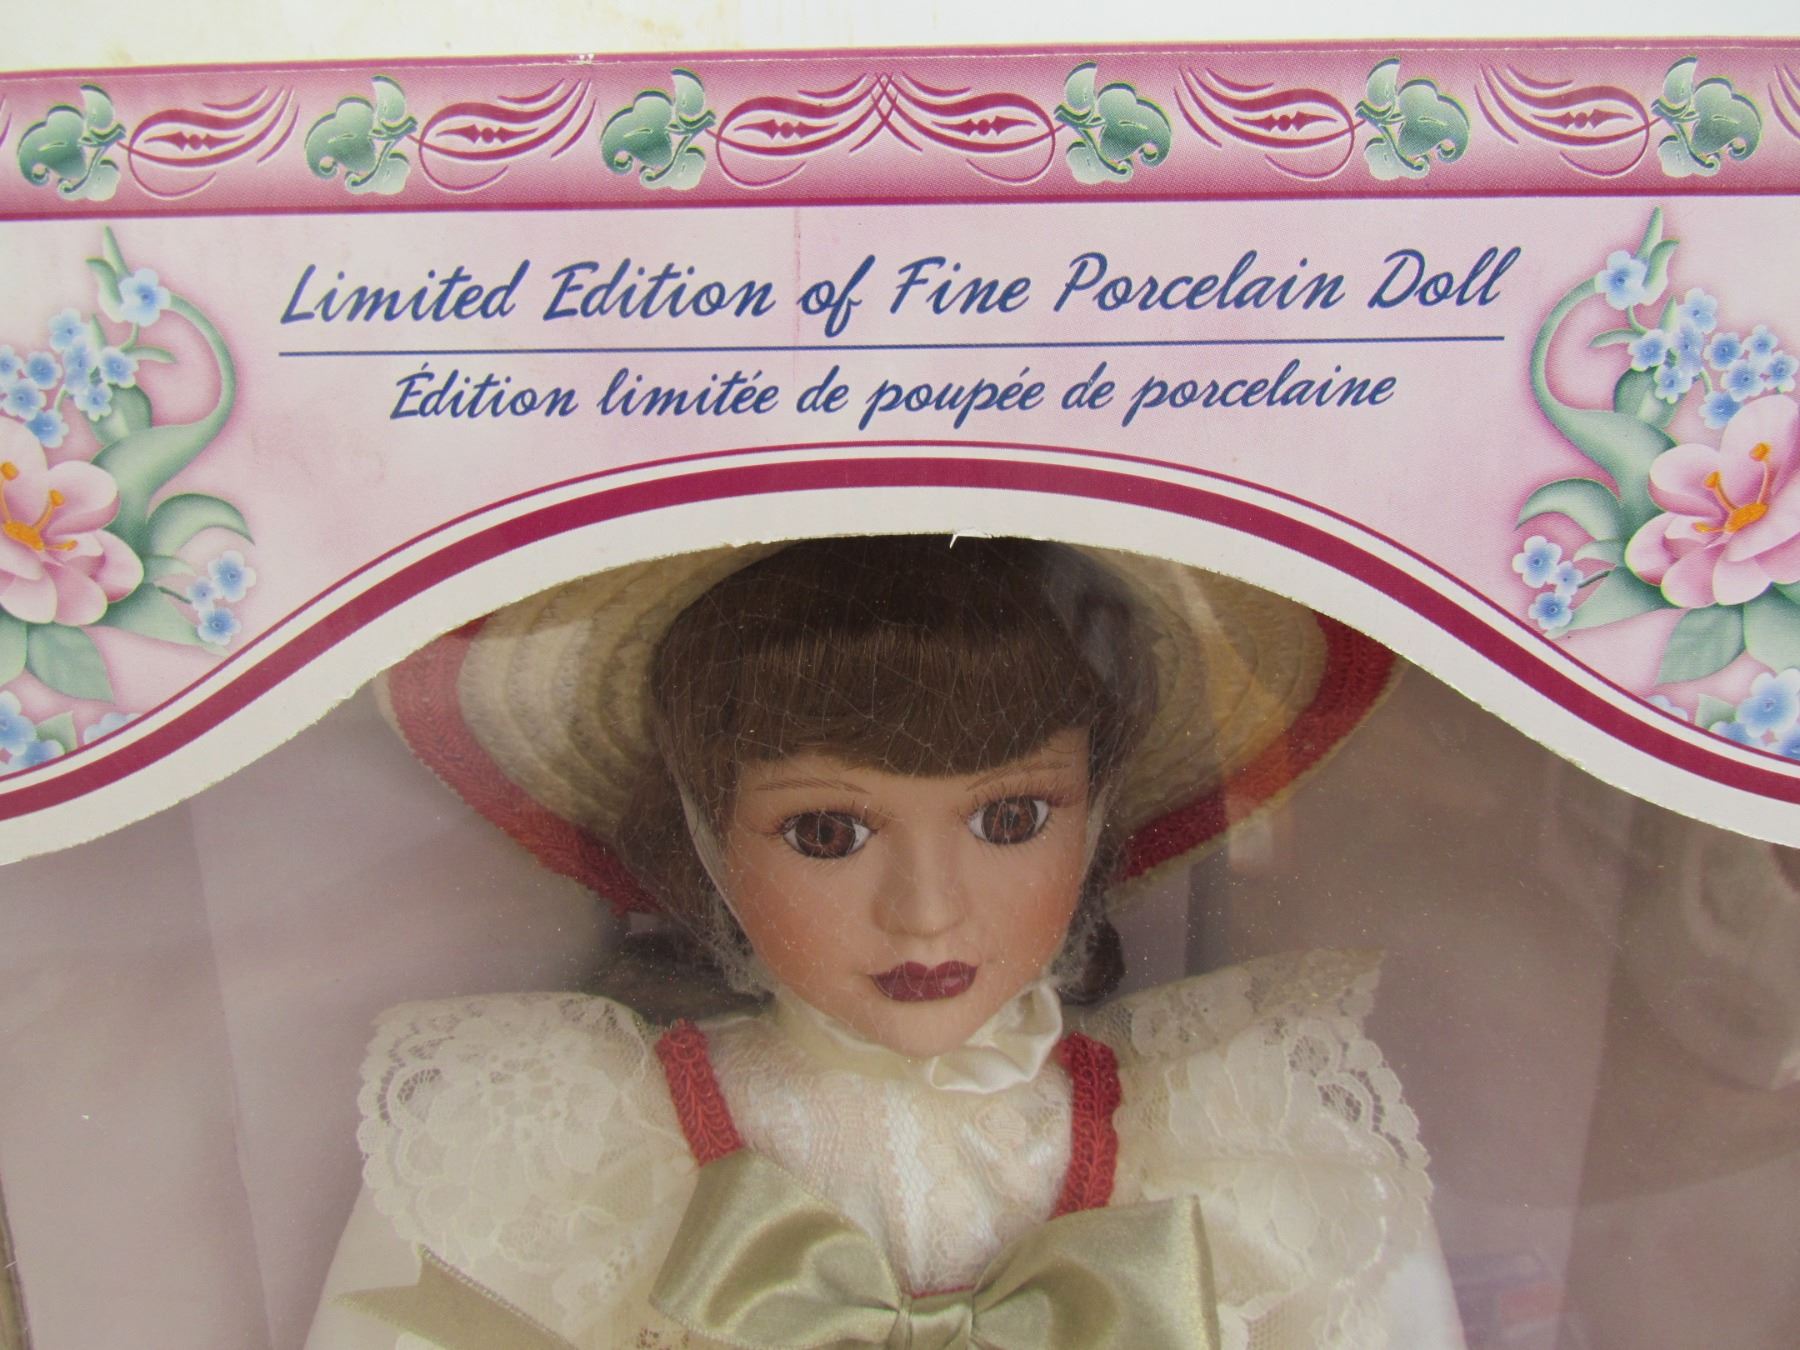 Limited Edition of Fine Porcelain Doll
Édition limitée de poupée de porcelaine